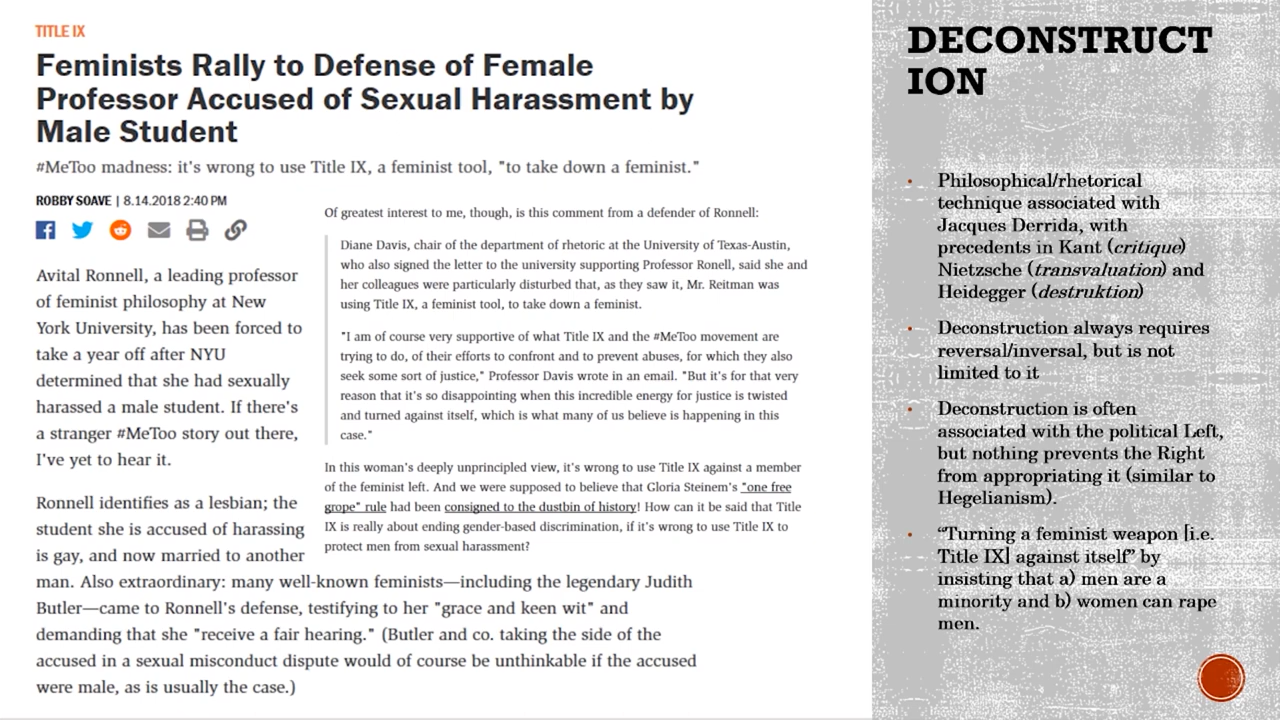 TITLE IX
Feminists Rally to Defense of Female
Professor Accused of Sexual Harassment by
Male Student
#MeToo madness: it's wrong to use Title IX, a feminist tool, "to take down a feminist."
ROBBY SOAVE | 8.14.2018 2:40 PM
Avital Ronnell, a leading professor
of feminist philosophy at New
York University, has been forced to
take a year off after NYU
determined that she had sexually
harassed a male student. If there's
a stranger #MeToo story out there,
I've yet to hear it.
Ronnell identifies as a lesbian; the
student she is accused of harassing
is gay, and now married to another
man. Also extraordinary: many well-known feminists—including the legendary Judith
Butler—came to Ronnell's defense, testifying to her "grace and keen wit" and
demanding that she "receive a fair hearing." (Butler and co. taking the side of the
accused in a sexual misconduct dispute would of course be unthinkable if the accused
were male, as is usually the case.)
Of greatest interest to me, though, is this comment from a defender of Ronnell:
Diane Davis, chair of the department of rhetoric at the University of Texas-Austin,
who also signed the letter to the university supporting Professor Ronell, said she and
her colleagues were particularly disturbed that, as they saw it, Mr. Reitman was
using Title IX, a feminist tool, to take down a feminist.
"I am of course very supportive of what Title IX and the #MeToo movement are
trying to do, of their efforts to confront and to prevent abuses, for which they also
seek some sort of justice," Professor Davis wrote in an email. "But it's for that very
reason that it's so disappointing when this incredible energy for justice is twisted
and turned against itself, which is what many of us believe is happening in this
case."
In this woman's deeply unprincipled view, it's wrong to use Title IX against a member
of the feminist left. And we were supposed to believe that Gloria Steinem's "one free
grope" rule had been consigned to the dustbin of history! How can it be said that Title
IX is really about ending gender-based discrimination, if it's wrong to use Title IX to
protect men from sexual harassment?
DECONSTRUCT
ION
• Philosophical/rhetorical
technique associated with
Jacques Derrida, with
precedents in Kant (critique)
Nietzsche (transvaluation) and
Heidegger (destruktion)
• Deconstruction always requires
reversal/inversal, but is not
limited to it
• Deconstruction is often
associated with the political Left,
but nothing prevents the Right
from appropriating it (similar to
Hegelianism).
• “Turning a feminist weapon [i.e.
Title IX] against itself” by
insisting that a) men are a
minority and b) women can rape
men.